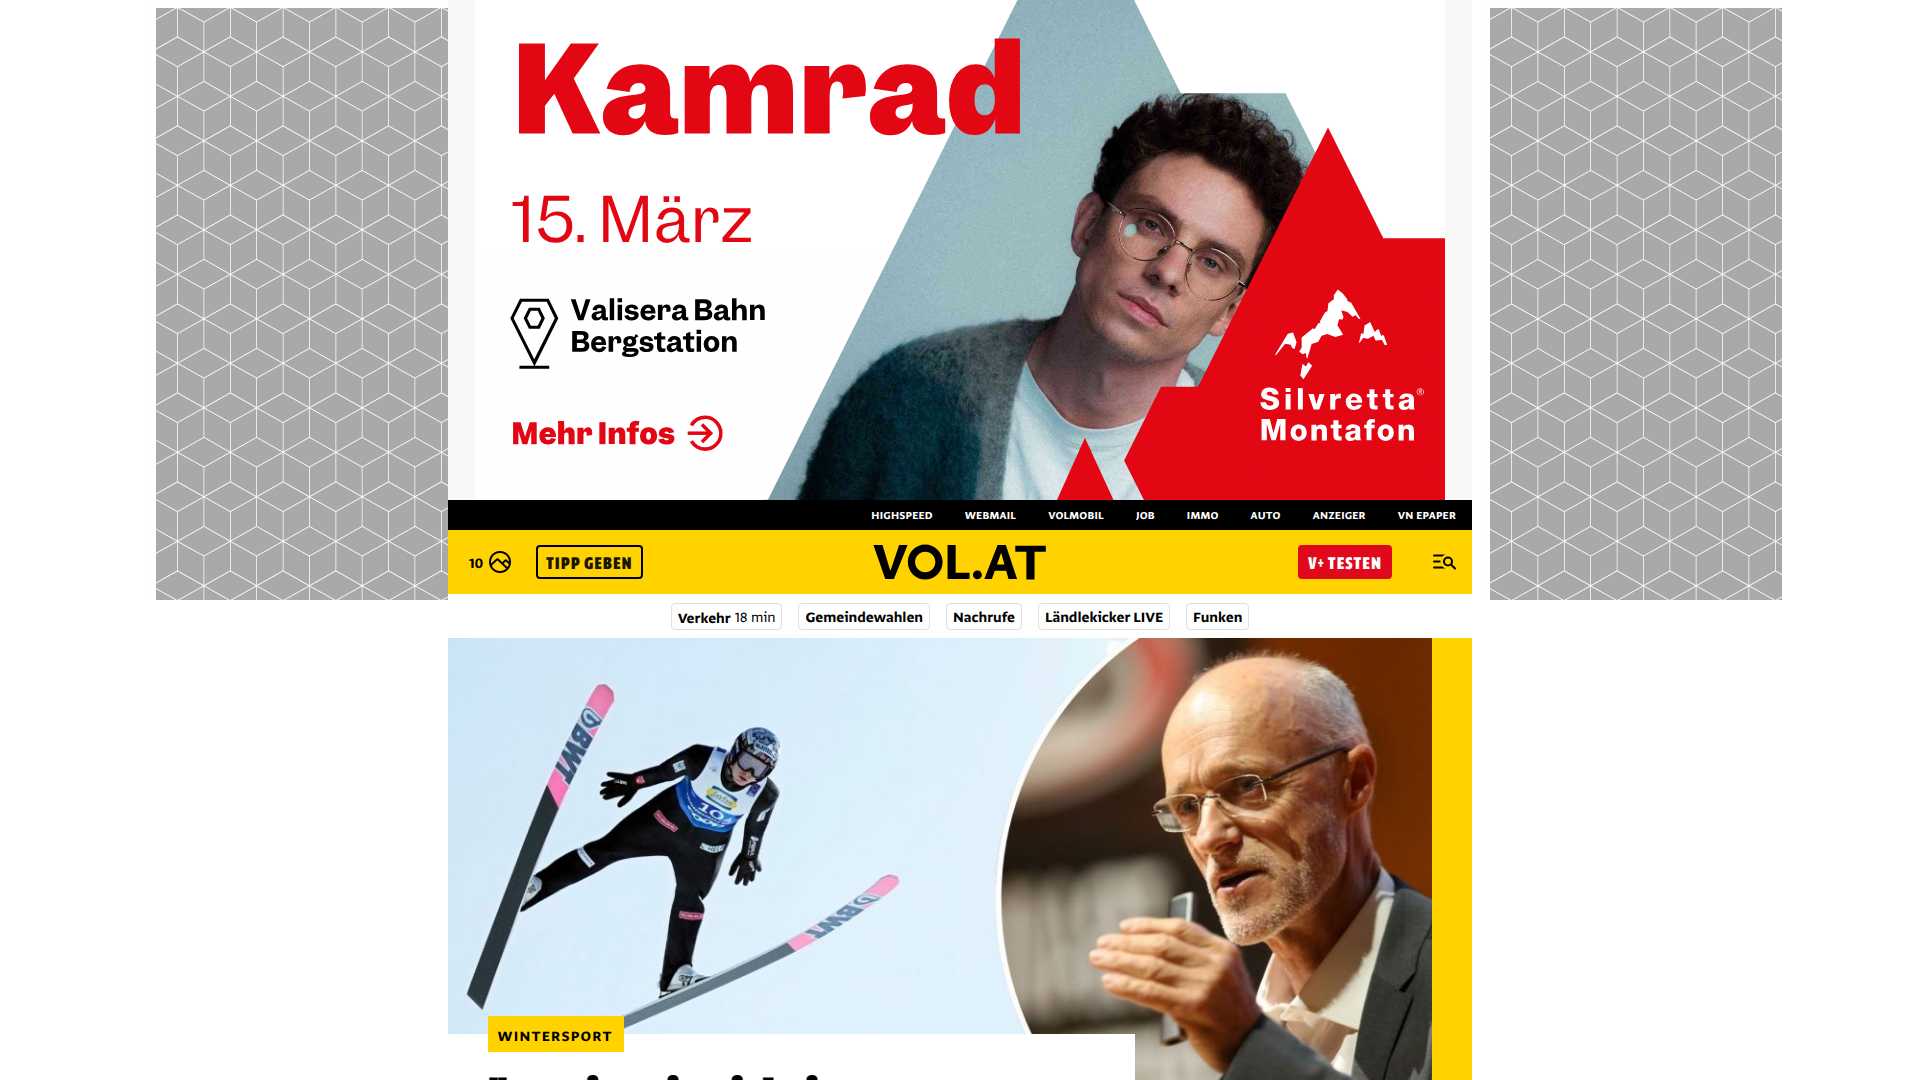 Kamrad
15. März
Valisera Bahn
Bergstation
Mehr Infos
Silvretta®
Montafon
HIGHSPEED WEBMAIL VOLMOBIL JOB IMMO AUTO ANZEIGER VN EPAPER
10 TIPP GEBEN VOL.AT V+ TESTEN
Verkehr 18 min Gemeindewahlen Nachrufe Ländlekicker LIVE Funken
BWT
10
BWT
WINTERSPORT